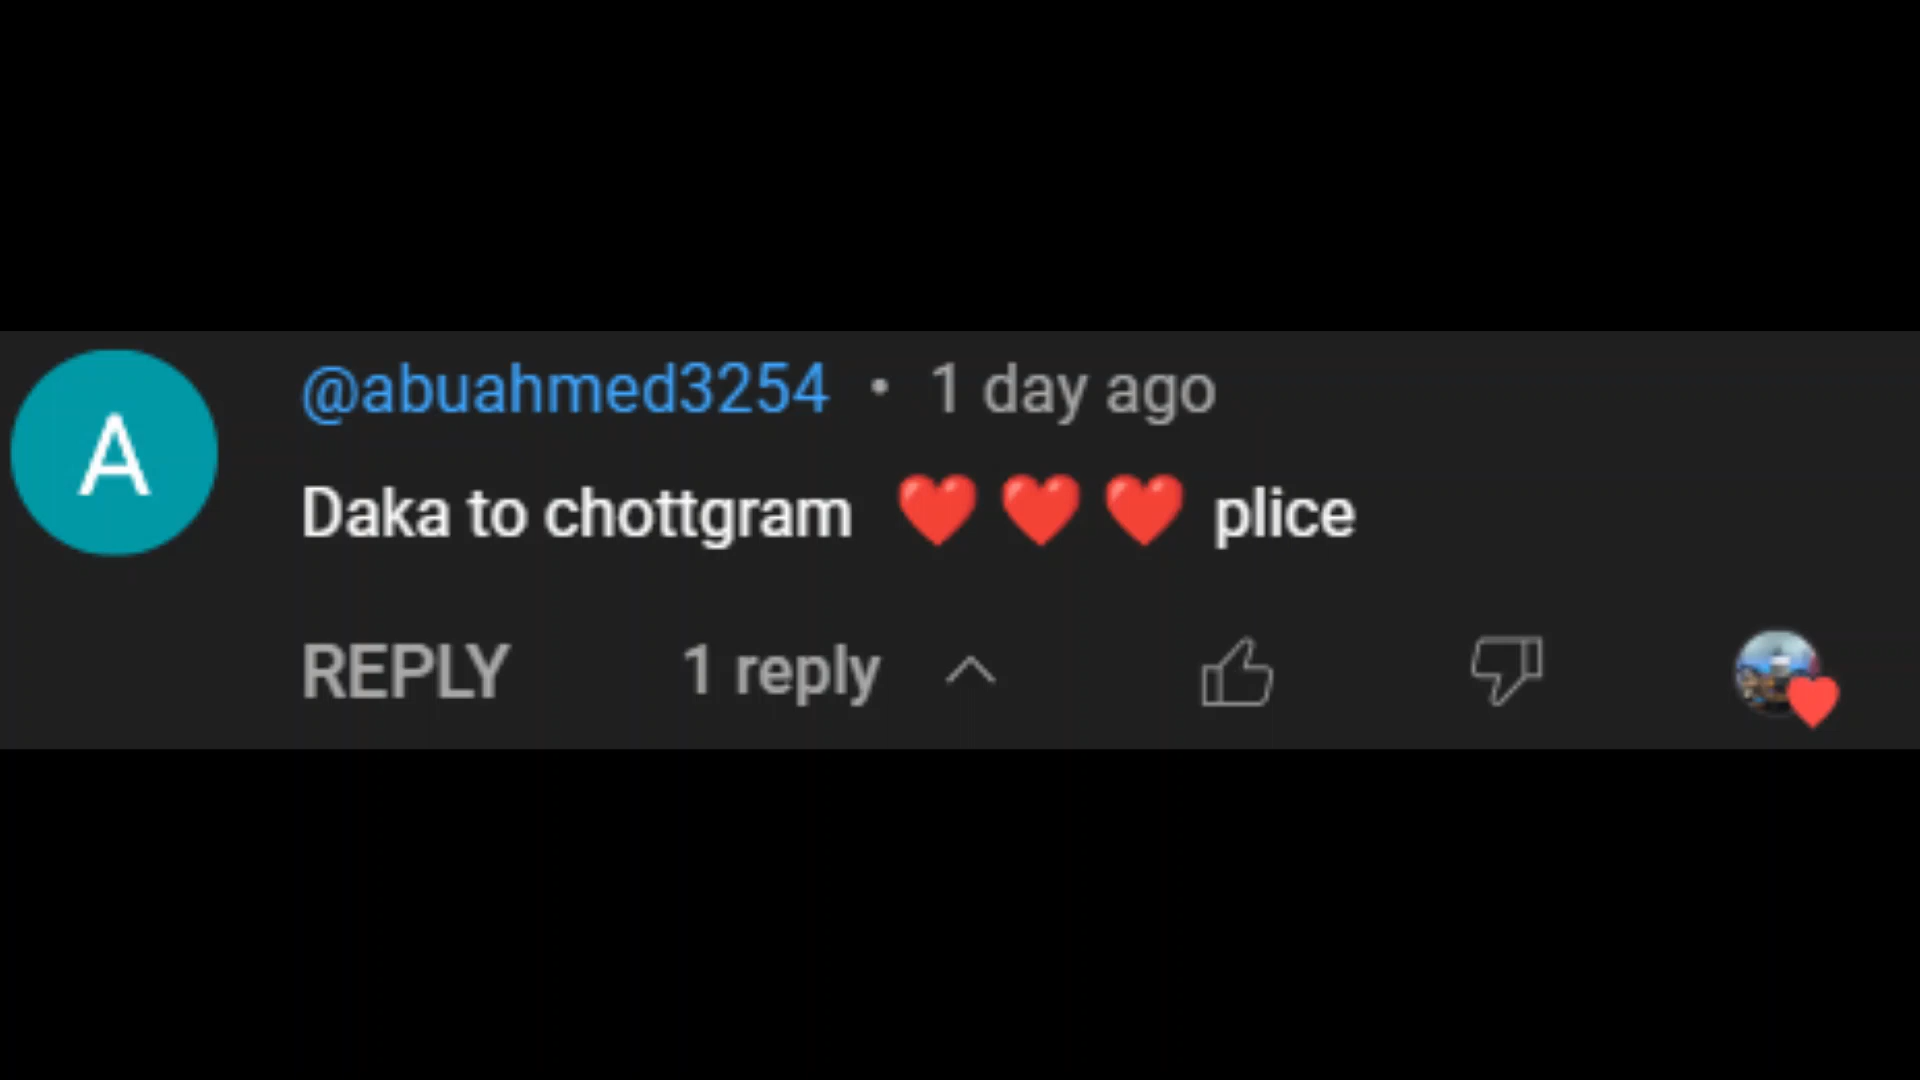 A
@abuahmed3254 • 1 day ago
Daka to chottgram ❤️❤️❤️ plice
REPLY 1 reply